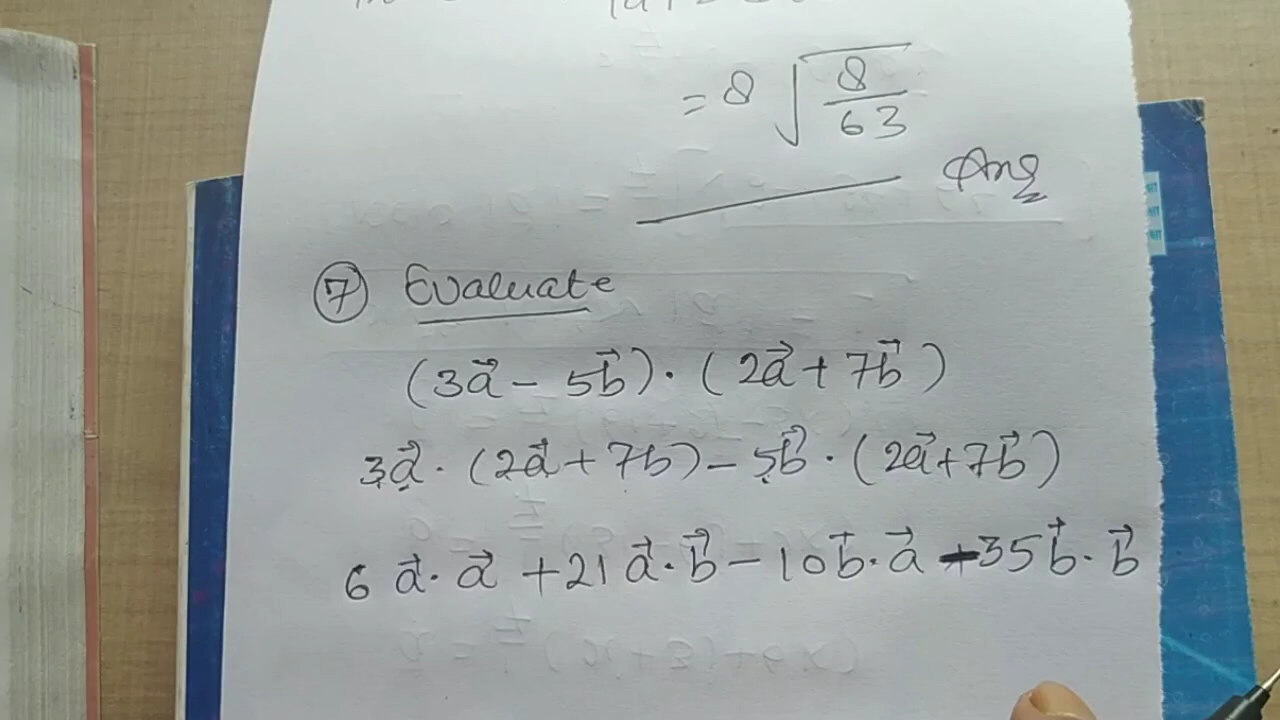 = 8 √(8/63)
Ans
⑦ Evaluate
(3a⃗ − 5b⃗) · (2a⃗ + 7b⃗)
3a⃗ · (2a⃗ + 7b) − 5b⃗ · (2a⃗ + 7b⃗)
6 a⃗ · a⃗ + 21 a⃗ · b⃗ − 10 b⃗ · a⃗ − 35 b⃗ · b⃗